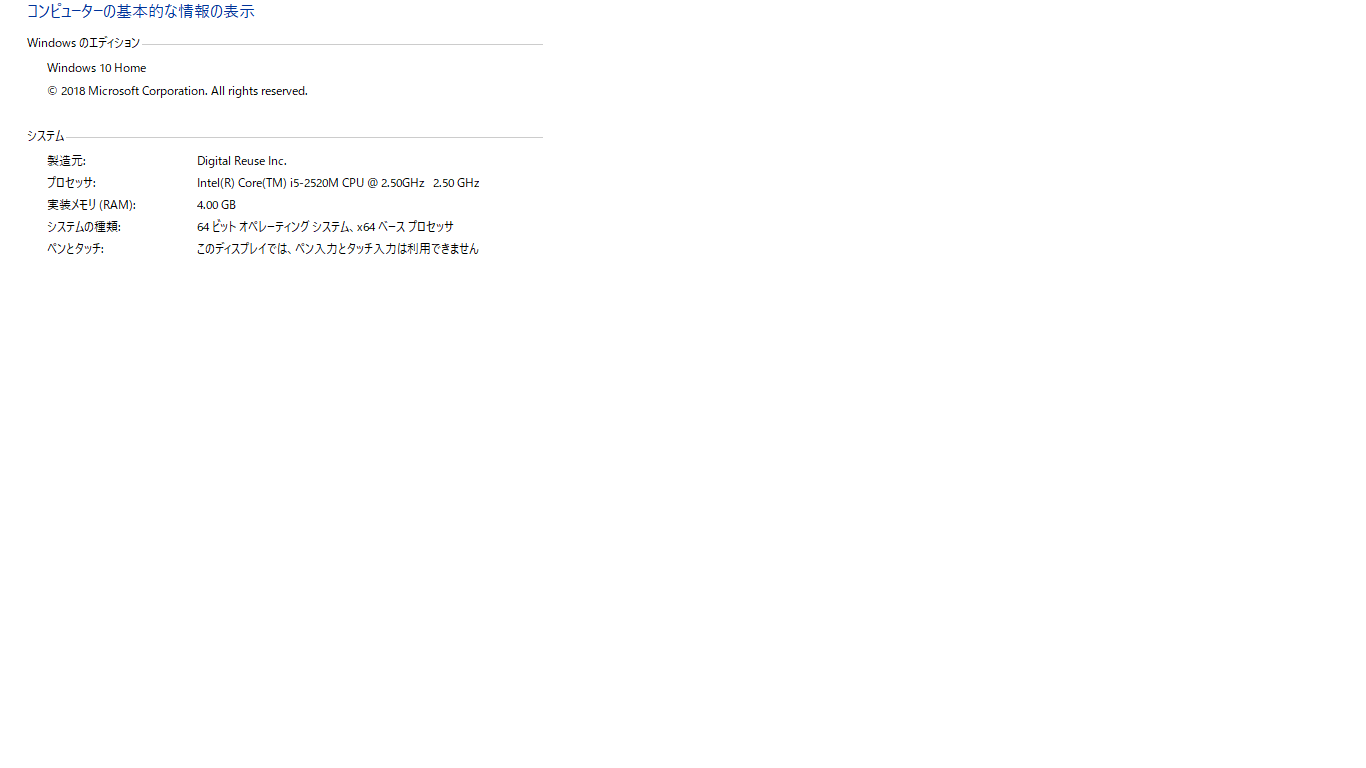 コンピューターの基本的な情報の表示
Windows のエディション
Windows 10 Home
© 2018 Microsoft Corporation. All rights reserved.
システム
製造元: Digital Reuse Inc.
プロセッサ: Intel(R) Core(TM) i5-2520M CPU @ 2.50GHz 2.50 GHz
実装メモリ (RAM): 4.00 GB
システムの種類: 64 ビット オペレーティング システム、x64 ベース プロセッサ
ペンとタッチ: このディスプレイでは、ペン入力とタッチ入力は利用できません